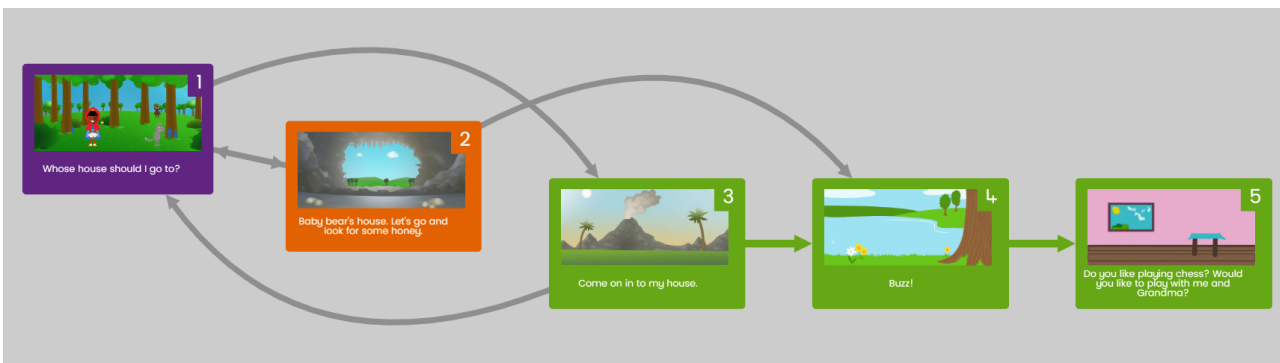 1
Whose house should I go to?
2
Baby bear's house. Let's go and
look for some honey.
3
Come on in to my house.
4
Buzz!
5
Do you like playing chess? Would
you like to play with me and
Grandma?